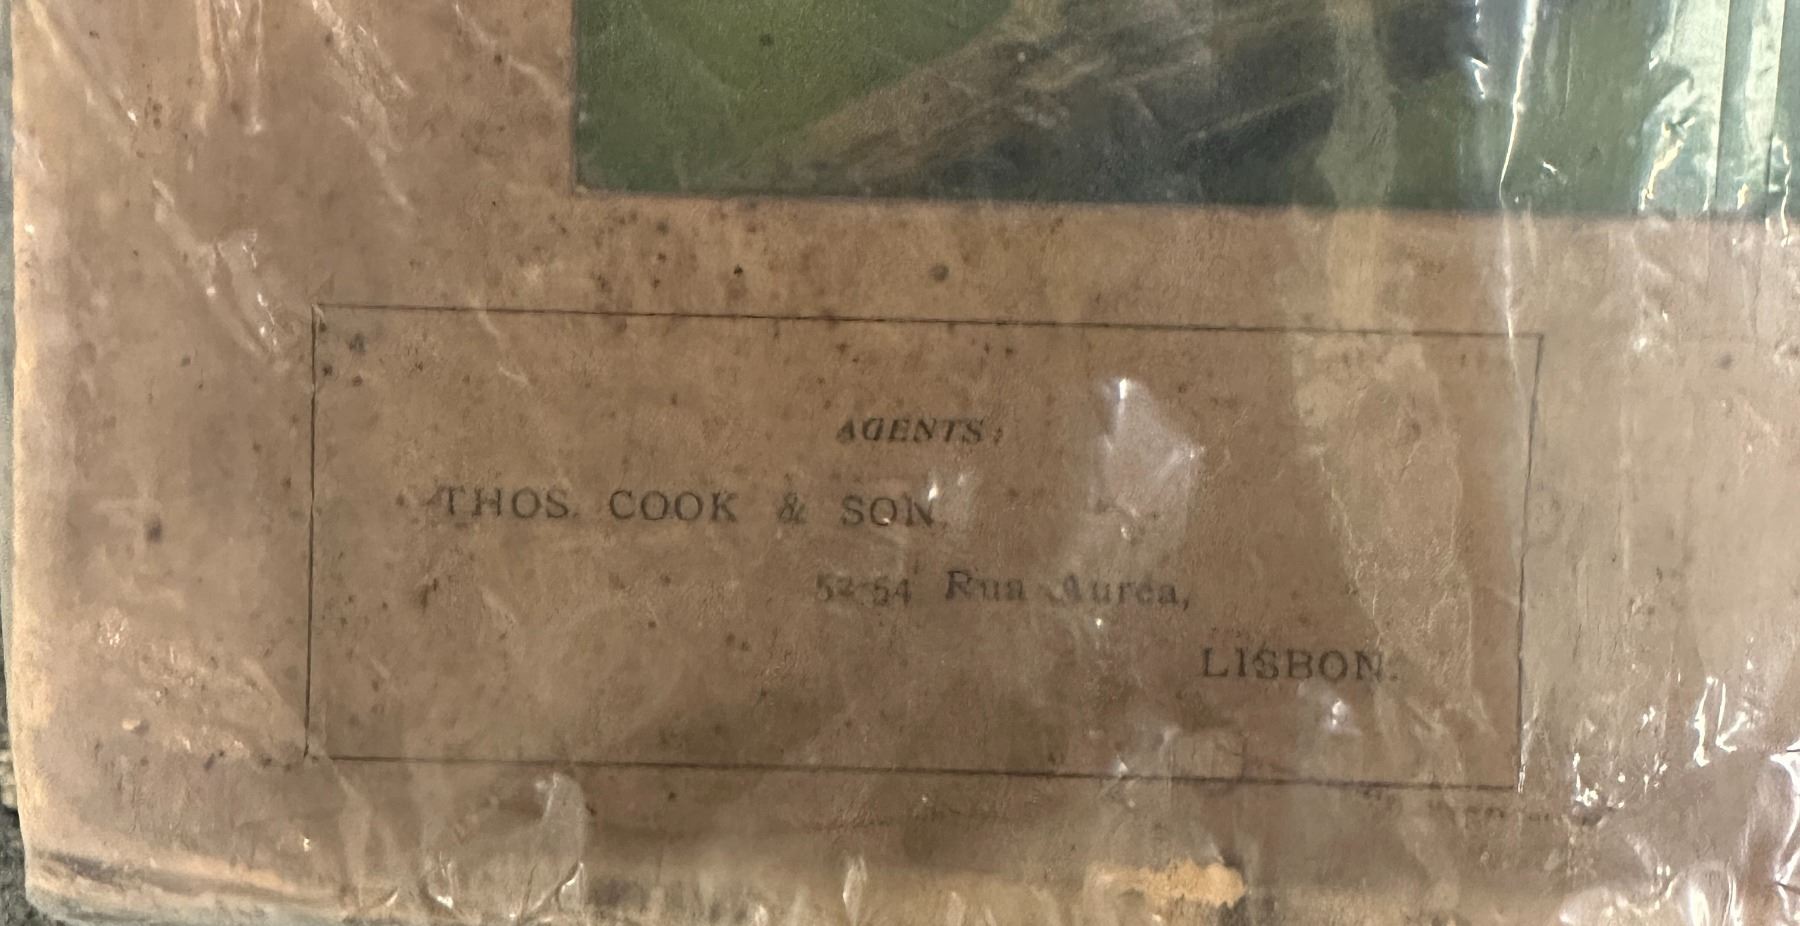 AGENTS:
THOS. COOK & SON.
52-54 Rua Aurea,
LISBON.